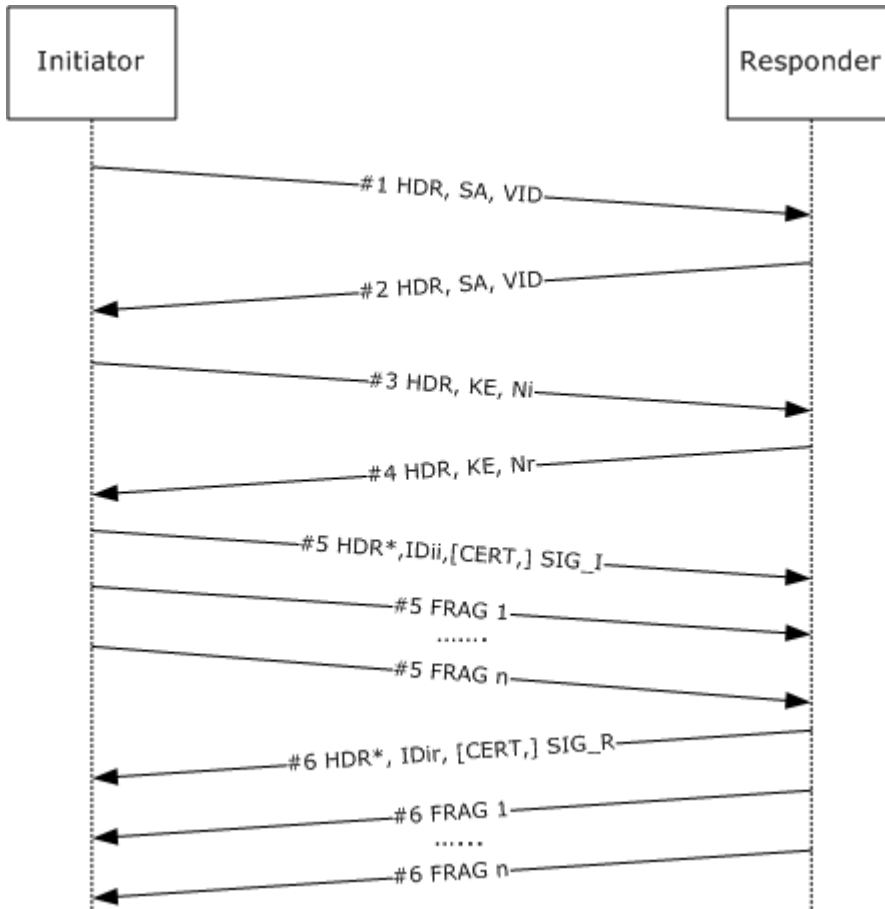 Initiator
Responder
#1 HDR, SA, VID
#2 HDR, SA, VID
#3 HDR, KE, Ni
#4 HDR, KE, Nr
#5 HDR*,IDii,[CERT,] SIG_I
#5 FRAG 1
.......
#5 FRAG n
#6 HDR*, IDir, [CERT,] SIG_R
#6 FRAG 1
......
#6 FRAG n